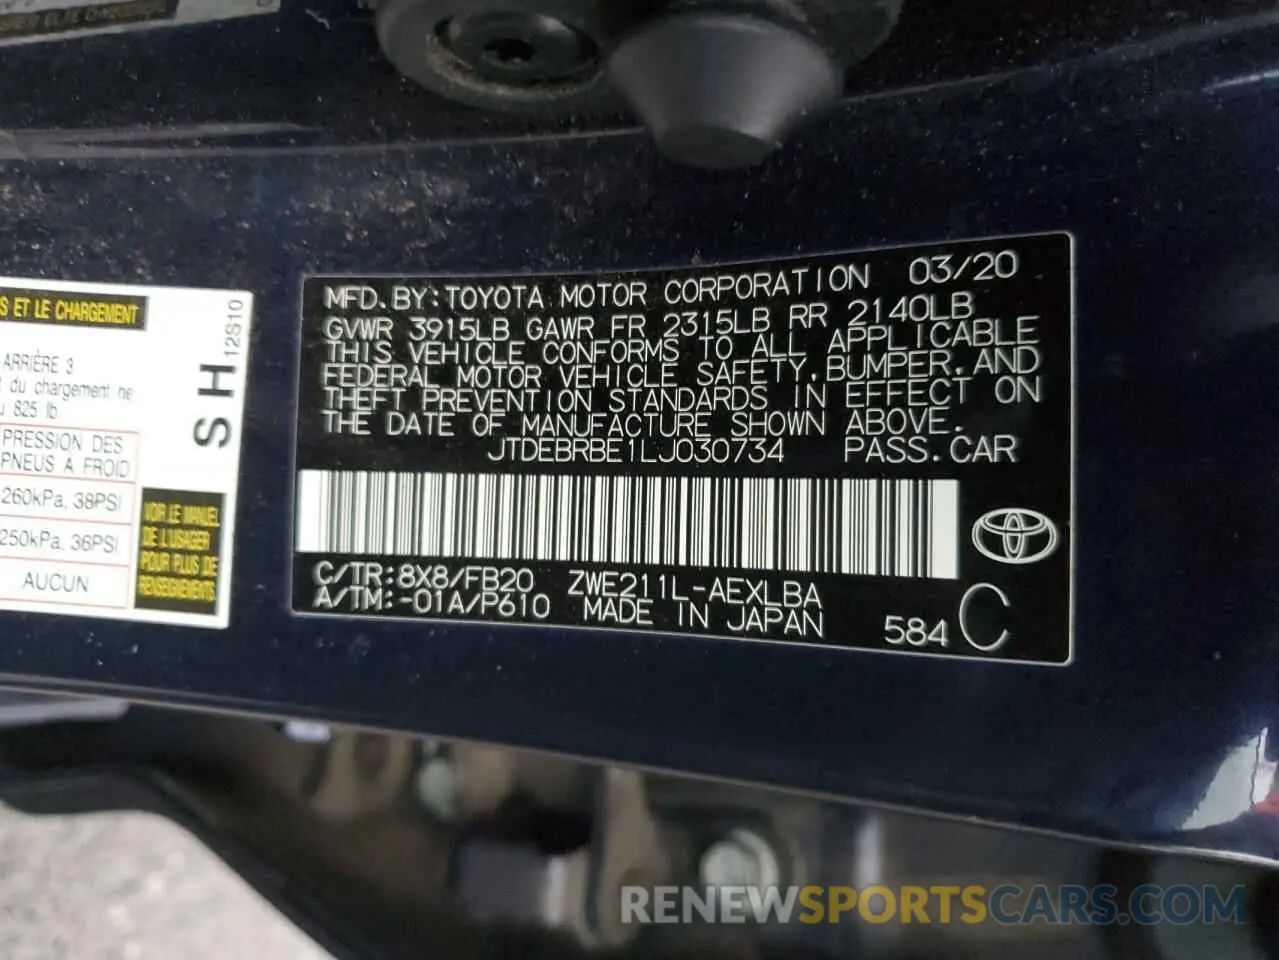 S ET LE CHARGEMENT
ARRIÈRE 3
du chargement ne
825 lb
PRESSION DES
PNEUS À FROID
260kPa, 38PSI
250kPa, 36PSI
AUCUN
SH 12S10
VOIR LE MANUEL
DE L'USAGER
POUR PLUS DE
RENSEIGNEMENTS
MFD.BY:TOYOTA MOTOR CORPORATION 03/20
GVWR 3915LB GAWR FR 2315LB RR 2140LB
THIS VEHICLE CONFORMS TO ALL APPLICABLE
FEDERAL MOTOR VEHICLE SAFETY,BUMPER,AND
THEFT PREVENTION STANDARDS IN EFFECT ON
THE DATE OF MANUFACTURE SHOWN ABOVE.
JTDEBRBE1LJ030734 PASS.CAR
C/TR:8X8/FB20 ZWE211L-AEXLBA
A/TM:-01A/P610 MADE IN JAPAN 584 C
RENEWSPORTSCARS.COM